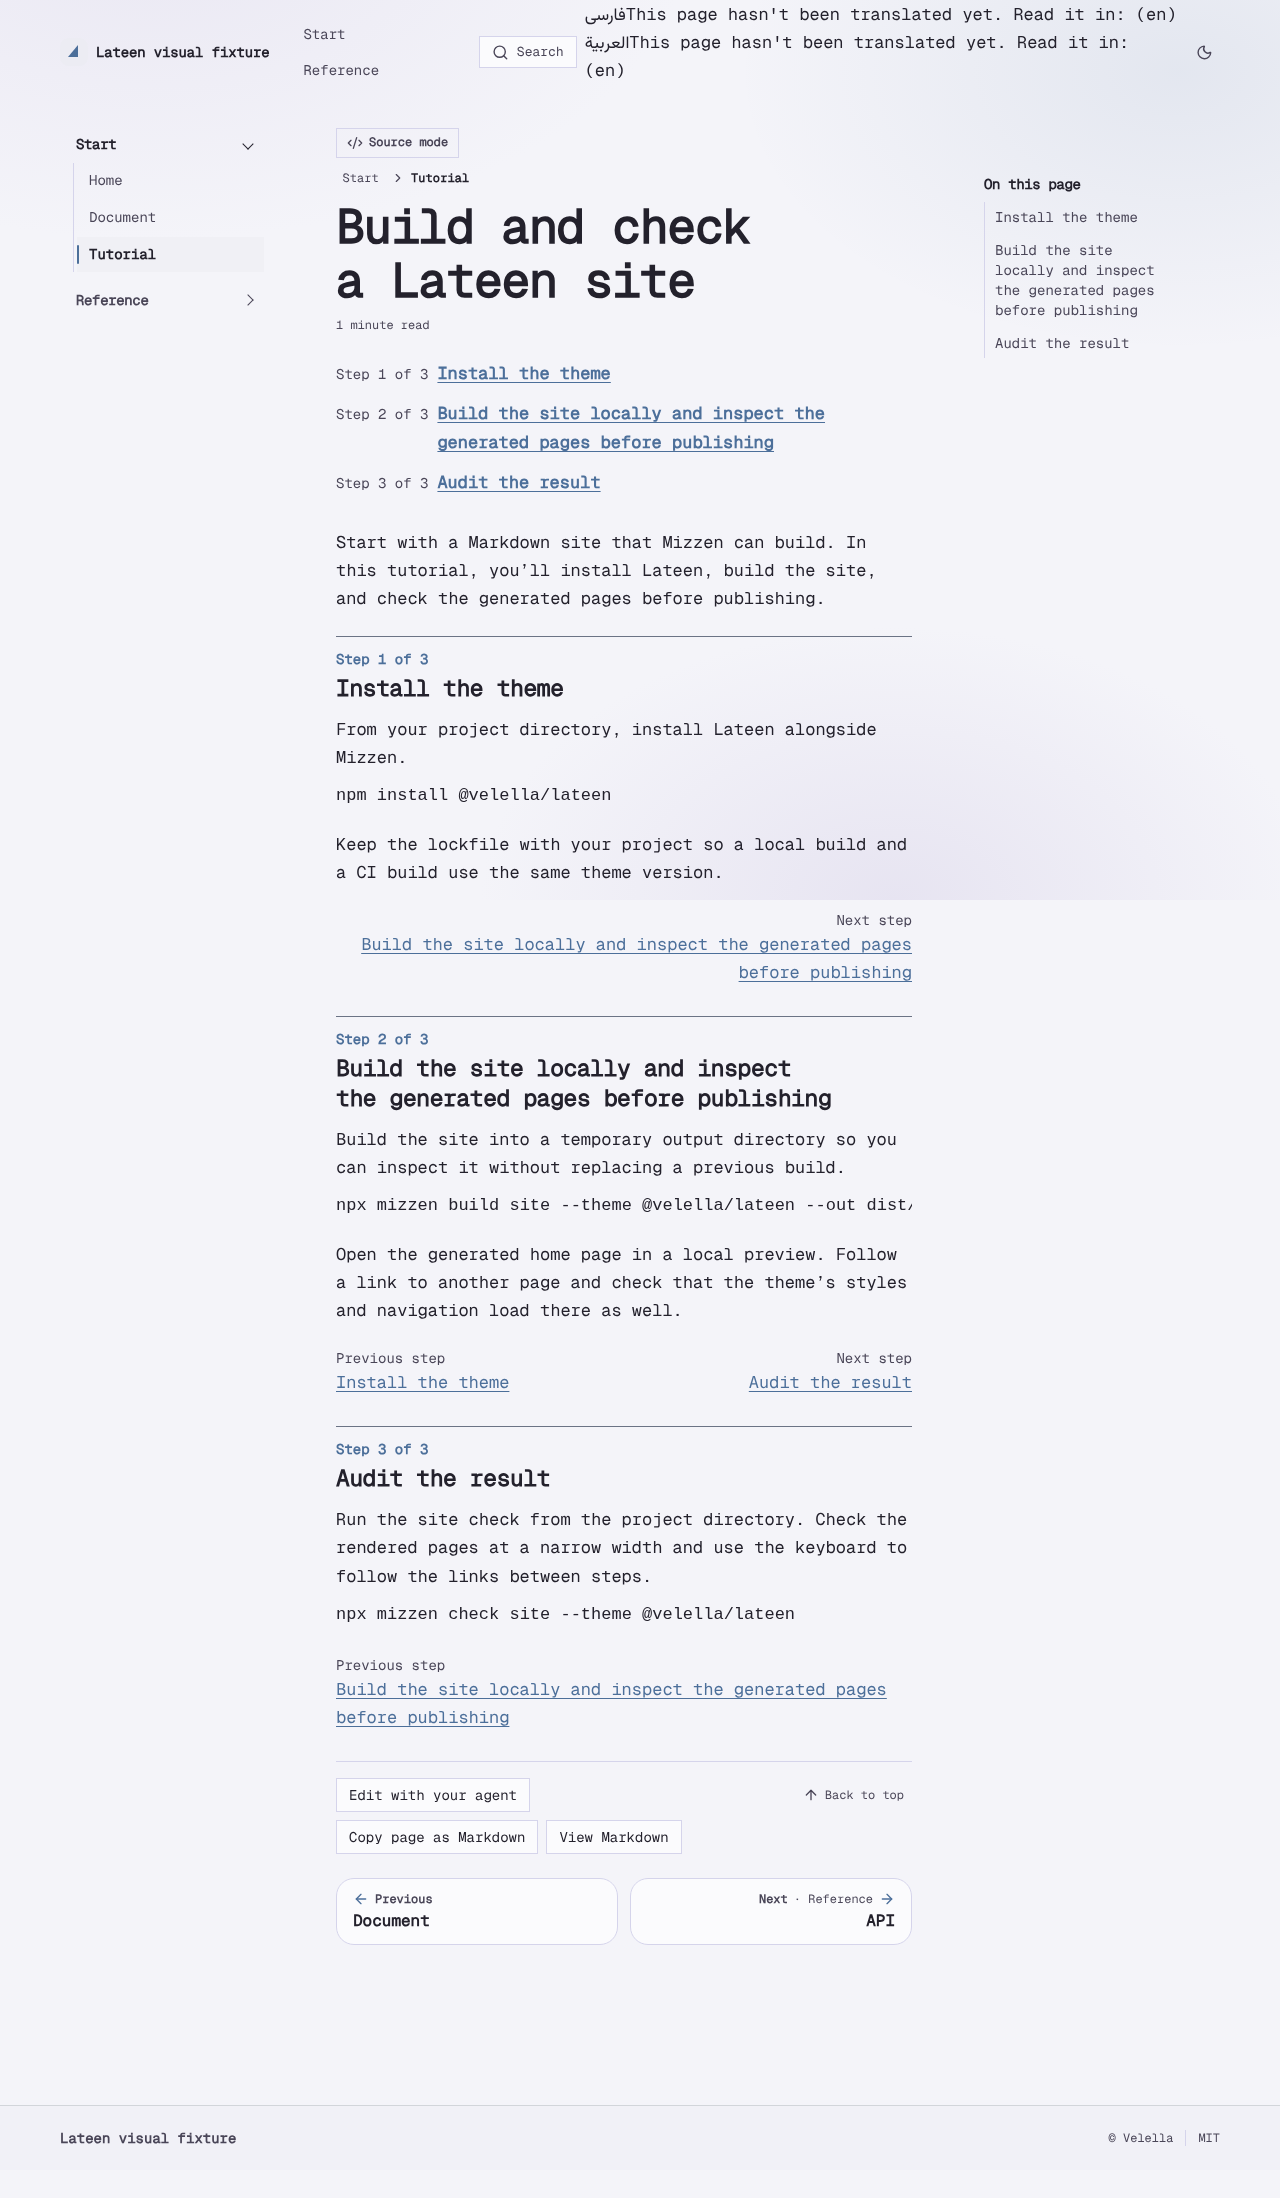 Lateen visual fixture
Start
Reference
Search
فارسیThis page hasn't been translated yet. Read it in: (en)
العربيةThis page hasn't been translated yet. Read it in:
(en)
Start
Home
Document
Tutorial
Reference
Source mode
Start > Tutorial
Build and check
a Lateen site
1 minute read
Step 1 of 3 Install the theme
Step 2 of 3 Build the site locally and inspect the
generated pages before publishing
Step 3 of 3 Audit the result
Start with a Markdown site that Mizzen can build. In
this tutorial, you’ll install Lateen, build the site,
and check the generated pages before publishing.
Step 1 of 3
Install the theme
From your project directory, install Lateen alongside
Mizzen.
npm install @velella/lateen
Keep the lockfile with your project so a local build and
a CI build use the same theme version.
Next step
Build the site locally and inspect the generated pages
before publishing
Step 2 of 3
Build the site locally and inspect
the generated pages before publishing
Build the site into a temporary output directory so you
can inspect it without replacing a previous build.
npx mizzen build site --theme @velella/lateen --out dist/
Open the generated home page in a local preview. Follow
a link to another page and check that the theme’s styles
and navigation load there as well.
Previous step
Install the theme
Next step
Audit the result
Step 3 of 3
Audit the result
Run the site check from the project directory. Check the
rendered pages at a narrow width and use the keyboard to
follow the links between steps.
npx mizzen check site --theme @velella/lateen
Previous step
Build the site locally and inspect the generated pages
before publishing
Edit with your agent
Back to top
Copy page as Markdown
View Markdown
Previous
Document
Next · Reference
API
On this page
Install the theme
Build the site
locally and inspect
the generated pages
before publishing
Audit the result
Lateen visual fixture
© Velella
MIT